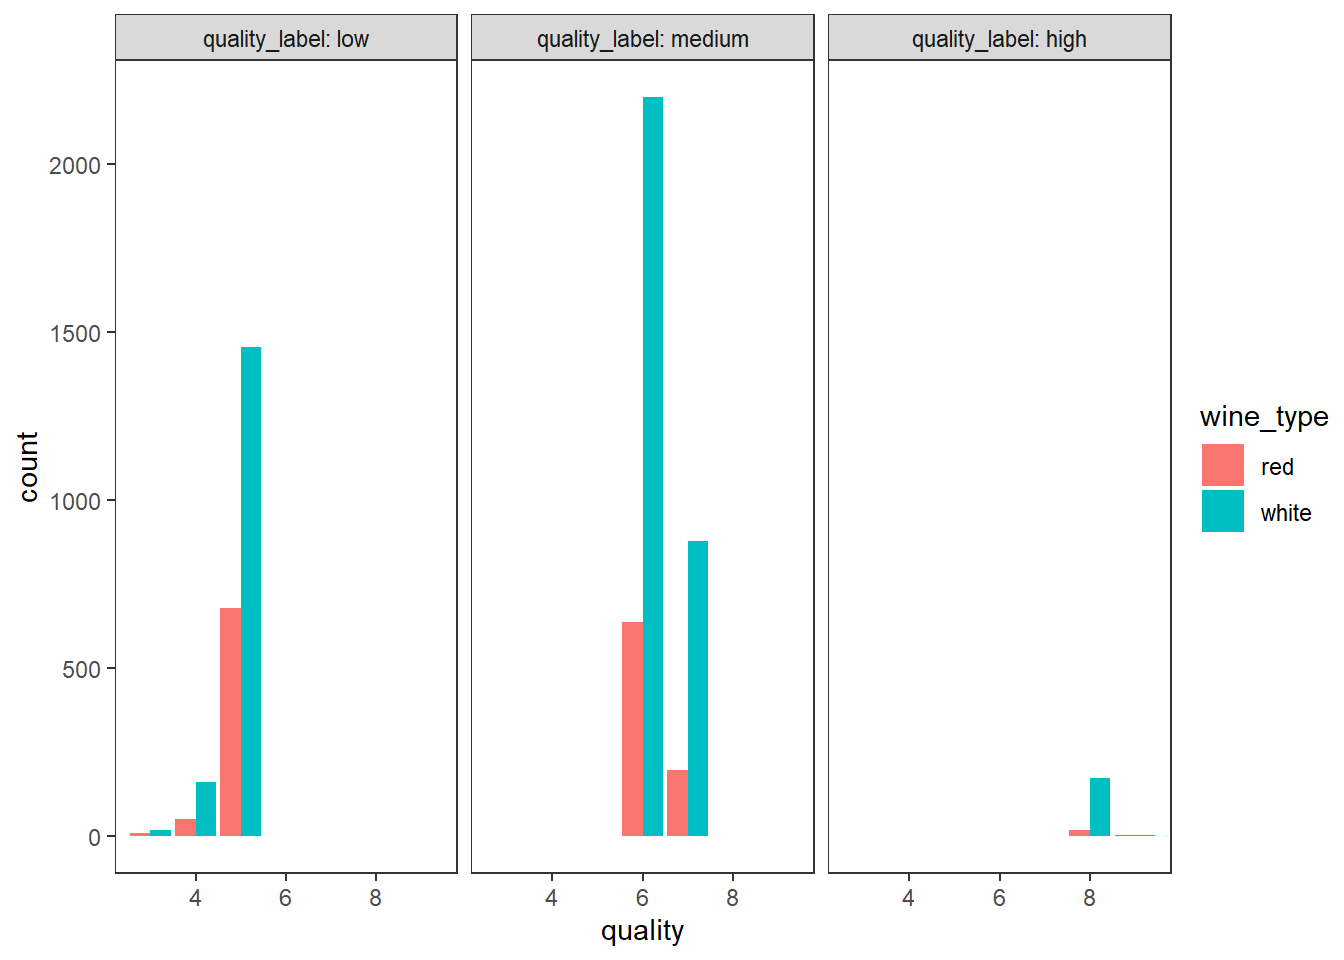 quality_label: low
quality_label: medium
quality_label: high
2000
1500
1000
500
0
count
4 6 8
4 6 8
4 6 8
quality
wine_type
red
white